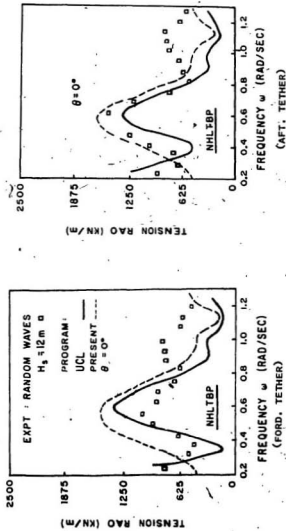 2500
1875
1250
625
0
TENSION RAO (KN/M)
EXPT : RANDOM WAVES
Hs = 12m
PROGRAM:
UCL
PRESENT
θ = 0°
NHLTBP
0.2 0.4 0.6 0.8 1.0 1.2
FREQUENCY ω (RAD/SEC)
(FORD. TETHER)
2500
1875
1250
625
0
TENSION RAO (KN/M)
θ = 0°
NHLTBP
0.2 0.4 0.6 0.8 1.0 1.2
FREQUENCY ω (RAD/SEC)
(AFT. TETHER)